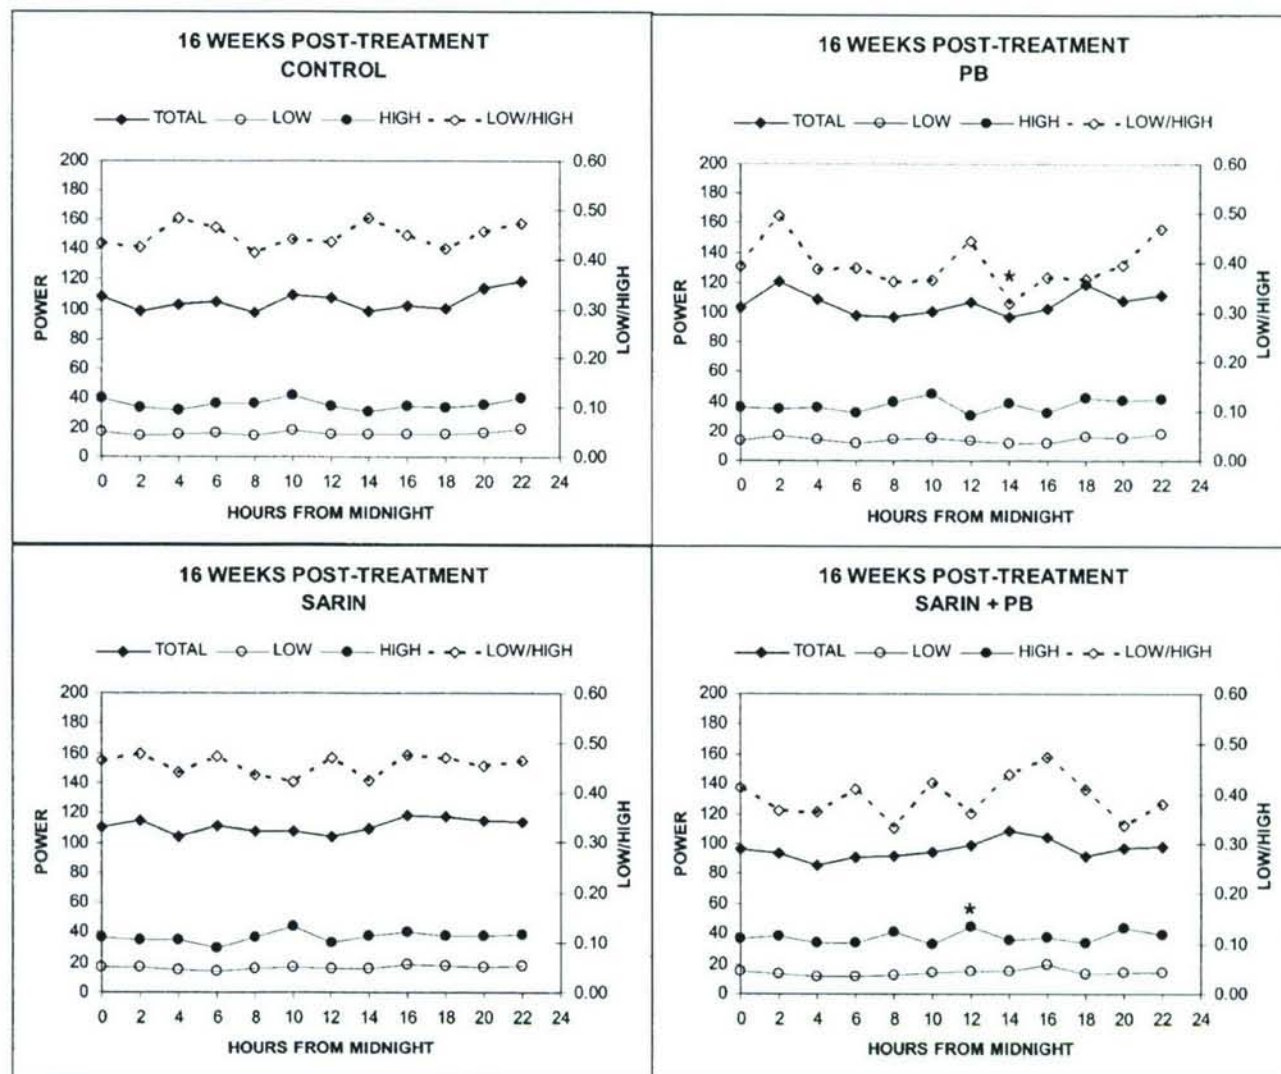 16 WEEKS POST-TREATMENT
CONTROL
TOTAL LOW HIGH LOW/HIGH
200
180
160
140
120
100
80
60
40
20
0
POWER
0.60
0.50
0.40
0.30
0.20
0.10
0.00
LOW/HIGH
0 2 4 6 8 10 12 14 16 18 20 22 24
HOURS FROM MIDNIGHT
16 WEEKS POST-TREATMENT
PB
TOTAL LOW HIGH LOW/HIGH
200
180
160
140
120
100
80
60
40
20
0
POWER
0.60
0.50
0.40
0.30
0.20
0.10
0.00
LOW/HIGH
★
0 2 4 6 8 10 12 14 16 18 20 22 24
HOURS FROM MIDNIGHT
16 WEEKS POST-TREATMENT
SARIN
TOTAL LOW HIGH LOW/HIGH
200
180
160
140
120
100
80
60
40
20
0
POWER
0.60
0.50
0.40
0.30
0.20
0.10
0.00
LOW/HIGH
0 2 4 6 8 10 12 14 16 18 20 22 24
HOURS FROM MIDNIGHT
16 WEEKS POST-TREATMENT
SARIN + PB
TOTAL LOW HIGH LOW/HIGH
200
180
160
140
120
100
80
60
40
20
0
POWER
0.60
0.50
0.40
0.30
0.20
0.10
0.00
LOW/HIGH
★
0 2 4 6 8 10 12 14 16 18 20 22 24
HOURS FROM MIDNIGHT